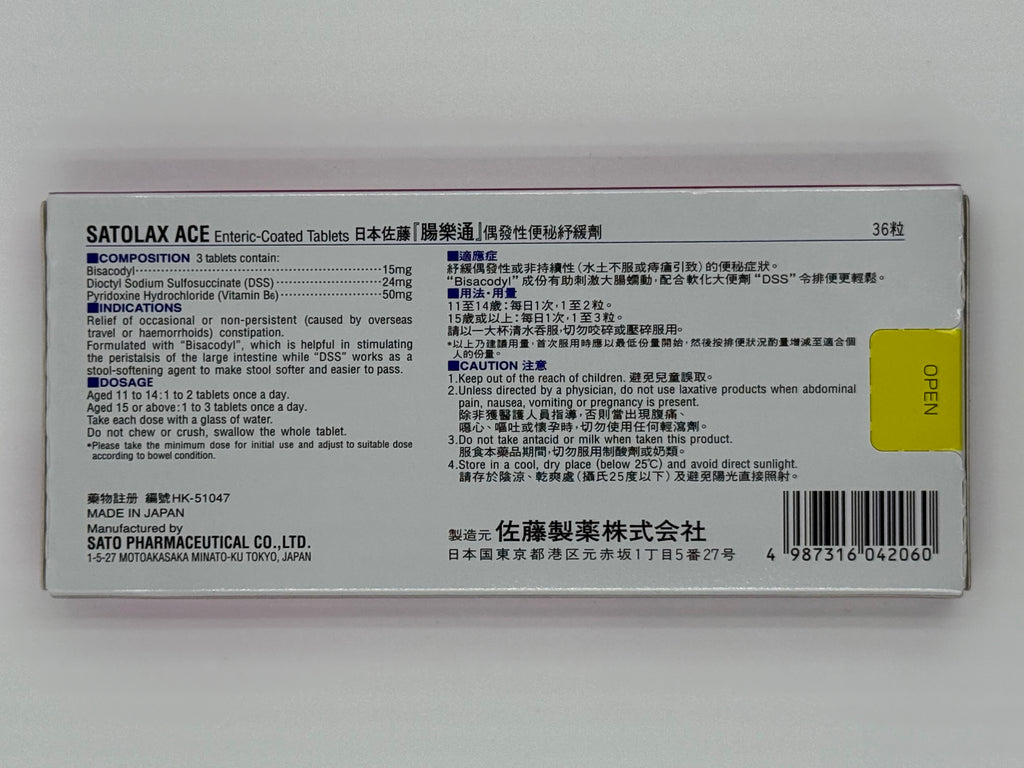 SATOLAX ACE Enteric-Coated Tablets 日本佐藤『腸樂通』偶發性便秘紓緩劑 36粒
■COMPOSITION 3 tablets contain:
Bisacodyl 15mg
Dioctyl Sodium Sulfosuccinate (DSS) 24mg
Pyridoxine Hydrochloride (Vitamin B₆) 50mg
■INDICATIONS
Relief of occasional or non-persistent (caused by overseas
travel or haemorrhoids) constipation.
Formulated with "Bisacodyl", which is helpful in stimulating
the peristalsis of the large intestine while "DSS" works as a
stool-softening agent to make stool softer and easier to pass.
■DOSAGE
Aged 11 to 14: 1 to 2 tablets once a day.
Aged 15 or above: 1 to 3 tablets once a day.
Take each dose with a glass of water.
Do not chew or crush, swallow the whole tablet.
*Please take the minimum dose for initial use and adjust to suitable dose
according to bowel condition.
藥物註册 編號HK-51047
MADE IN JAPAN
Manufactured by
SATO PHARMACEUTICAL CO.,LTD.
1-5-27 MOTOAKASAKA MINATO-KU TOKYO, JAPAN
■適應症
紓緩偶發性或非持續性(水土不服或痔瘡引致)的便秘症狀。
"Bisacodyl"成份有助刺激大腸蠕動，配合軟化大便劑"DSS"令排便更輕鬆。
■用法・用量
11至14歲：每日1次，1至2粒。
15歲或以上：每日1次，1至3粒。
請以一大杯清水吞服，切勿咬碎或壓碎服用。
*以上乃建議用量，首次服用時應以最低份量開始，然後按排便狀況酌量增減至適合個
人的份量。
■CAUTION 注意
1.Keep out of the reach of children. 避免兒童誤取。
2.Unless directed by a physician, do not use laxative products when abdominal
pain, nausea, vomiting or pregnancy is present.
除非獲醫護人員指導，否則當出現腹痛、
噁心、嘔吐或懷孕時，切勿使用任何輕瀉劑。
3.Do not take antacid or milk when taken this product.
服食本藥品期間，切勿服用制酸劑或奶類。
4.Store in a cool, dry place (below 25℃) and avoid direct sunlight.
請存於陰涼、乾爽處(攝氏25度以下)及避免陽光直接照射。
製造元 佐藤製薬株式会社
日本国東京都港区元赤坂1丁目5番27号
4 987316 042060
OPEN